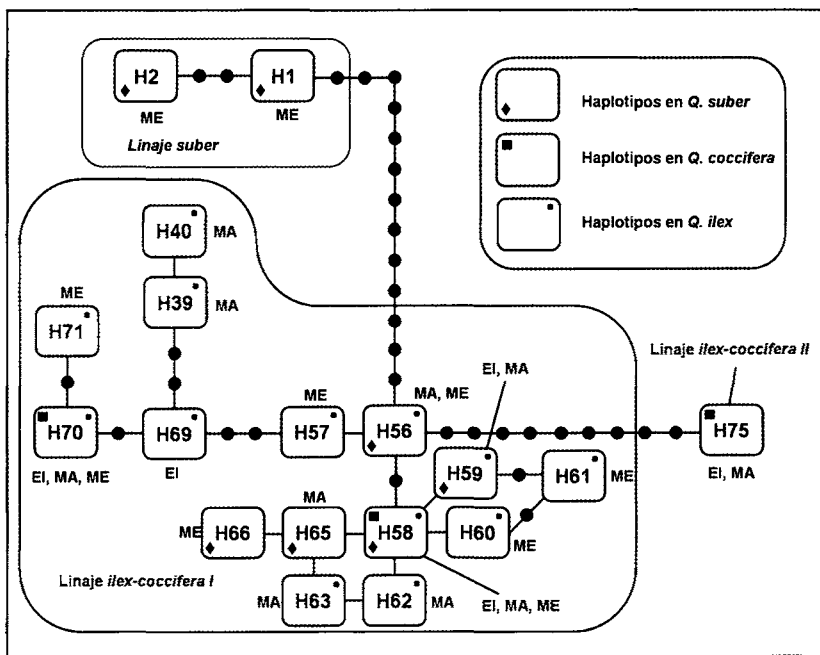 H2
H1
ME
ME
Linaje suber
Haplotipos en Q. suber
Haplotipos en Q. coccifera
Haplotipos en Q. ilex
H40 MA
H39 MA
ME
H71
Linaje ilex-coccifera II
EI, MA
ME
MA, ME
H70
H69
H57
H56
H75
EI, MA, ME
EI
EI, MA
H59
H61 ME
MA
ME H66
H65
H58
H60
ME
Linaje ilex-coccifera I
MA H63
H62 MA
EI, MA, ME